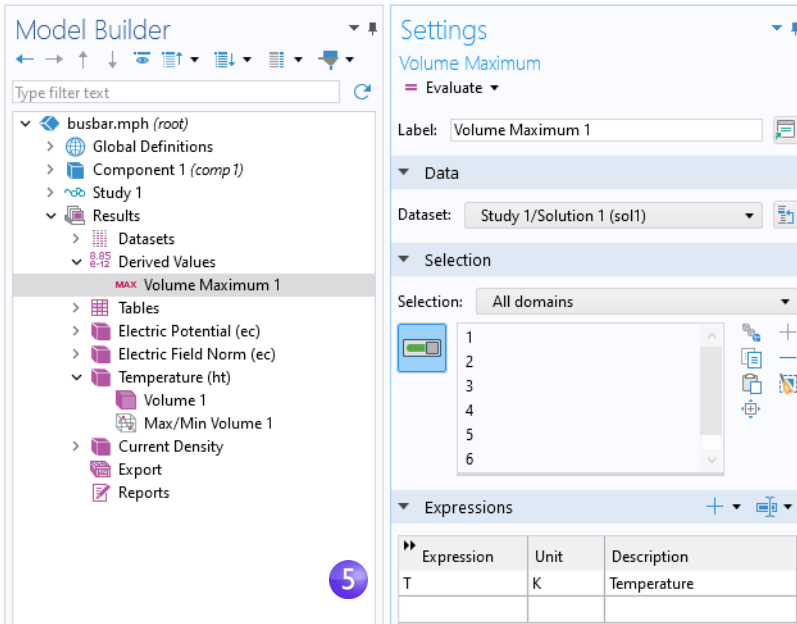 Model Builder
Type filter text
busbar.mph (root)
Global Definitions
Component 1 (comp1)
Study 1
Results
Datasets
8.85
e-12 Derived Values
MAX Volume Maximum 1
Tables
Electric Potential (ec)
Electric Field Norm (ec)
Temperature (ht)
Volume 1
Max/Min Volume 1
Current Density
Export
Reports
5
Settings
Volume Maximum
= Evaluate
Label: Volume Maximum 1
Data
Dataset: Study 1/Solution 1 (sol1)
Selection
Selection: All domains
1
2
3
4
5
6
Expressions
Expression Unit Description
T K Temperature